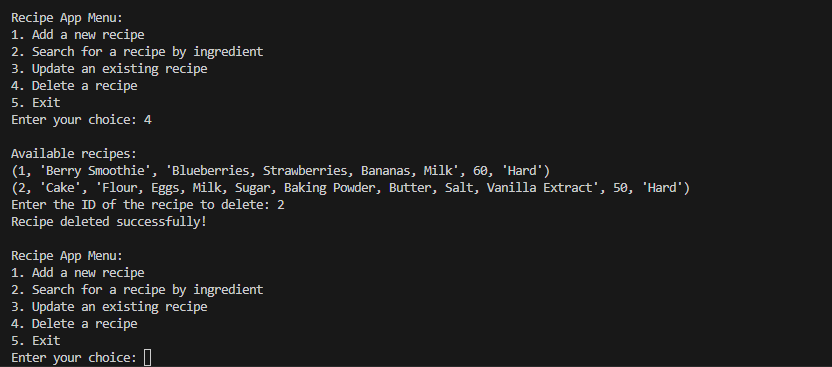 Recipe App Menu:
1. Add a new recipe
2. Search for a recipe by ingredient
3. Update an existing recipe
4. Delete a recipe
5. Exit
Enter your choice: 4
Available recipes:
(1, 'Berry Smoothie', 'Blueberries, Strawberries, Bananas, Milk', 60, 'Hard')
(2, 'Cake', 'Flour, Eggs, Milk, Sugar, Baking Powder, Butter, Salt, Vanilla Extract', 50, 'Hard')
Enter the ID of the recipe to delete: 2
Recipe deleted successfully!
Recipe App Menu:
1. Add a new recipe
2. Search for a recipe by ingredient
3. Update an existing recipe
4. Delete a recipe
5. Exit
Enter your choice: